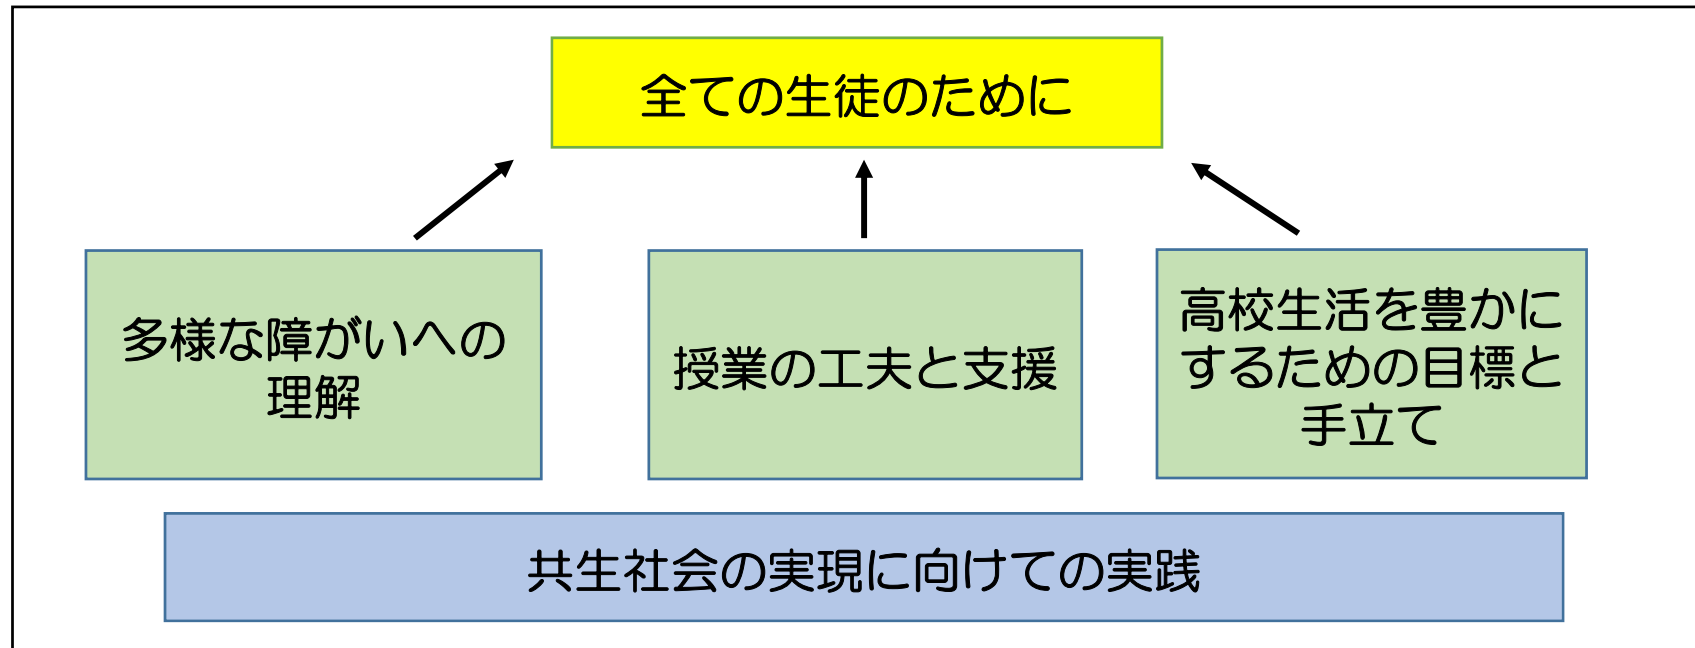 全ての生徒のために
多様な障がいへの
理解
授業の工夫と支援
高校生活を豊かに
するための目標と
手立て
共生社会の実現に向けての実践